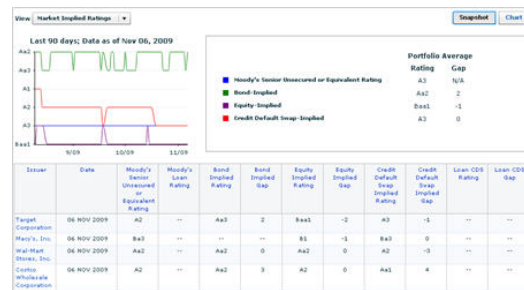 View Market Implied Ratings
Snapshot
Chart
Last 90 days; Data as of Nov 06, 2009
Aa2
Aa3
A1
A2
A3
Baa1
9/09 10/09 11/09
Portfolio Average
Rating Gap
Moody's Senior Unsecured or Equivalent Rating A3 N/A
Bond-Implied Aa2 2
Equity-Implied Baa1 -1
Credit Default Swap-Implied A3 0
Issuer Date Moody's Senior Unsecured or Equivalent Rating Moody's Loan Rating Bond Implied Rating Bond Implied Gap Equity Implied Rating Equity Implied Gap Credit Default Swap Implied Rating Credit Default Swap Implied Gap Loan CDS Rating Loan CDS Gap
Target Corporation 06 NOV 2009 A2 -- Aa3 2 Baa1 -2 A3 -1 -- --
Macy's, Inc. 06 NOV 2009 Ba3 -- -- -- B1 -1 Ba3 0 -- --
Wal-Mart Stores, Inc. 06 NOV 2009 Aa2 -- Aa2 0 Aa2 0 A2 -3 -- --
Costco Wholesale Corporation 06 NOV 2009 A2 -- Aa2 3 A2 0 Aa1 4 -- --